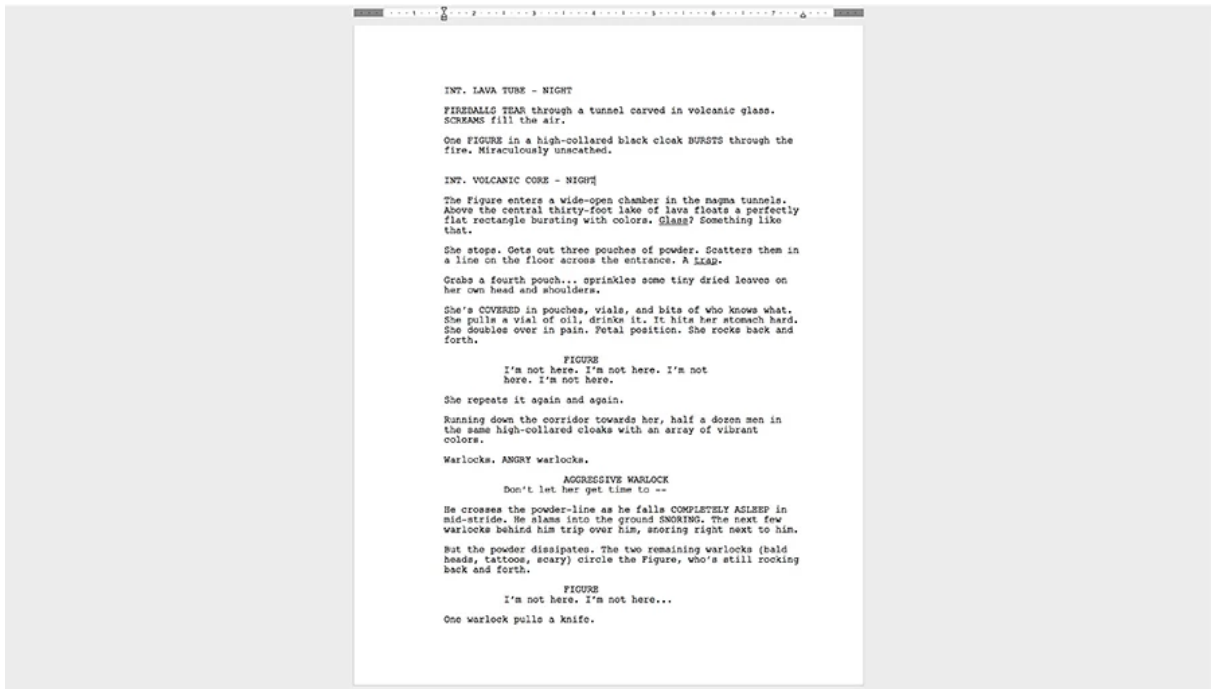 1 2 3 4 5 6 7
INT. LAVA TUBE - NIGHT
FIREBALLS TEAR through a tunnel carved in volcanic glass.
SCREAMS fill the air.
One FIGURE in a high-collared black cloak BURSTS through the
fire. Miraculously unscathed.
INT. VOLCANIC CORE - NIGHT
The Figure enters a wide-open chamber in the magma tunnels.
Above the central thirty-foot lake of lava floats a perfectly
flat rectangle bursting with colors. Glass? Something like
that.
She stops. Gets out three pouches of powder. Scatters them in
a line on the floor across the entrance. A trap.
Grabs a fourth pouch... sprinkles some tiny dried leaves on
her own head and shoulders.
She's COVERED in pouches, vials, and bits of who knows what.
She pulls a vial of oil, drinks it. It hits her stomach hard.
She doubles over in pain. Fetal position. She rocks back and
forth.
FIGURE
I'm not here. I'm not here. I'm not
here. I'm not here.
She repeats it again and again.
Running down the corridor towards her, half a dozen men in
the same high-collared cloaks with an array of vibrant
colors.
Warlocks. ANGRY warlocks.
AGGRESSIVE WARLOCK
Don't let her get time to --
He crosses the powder-line as he falls COMPLETELY ASLEEP in
mid-stride. He slams into the ground SNORING. The next few
warlocks behind him trip over him, snoring right next to him.
But the powder dissipates. The two remaining warlocks (bald
heads, tattoos, scary) circle the Figure, who's still rocking
back and forth.
FIGURE
I'm not here. I'm not here...
One warlock pulls a knife.